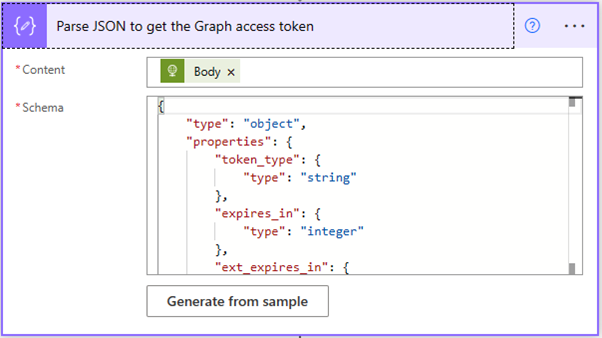 Parse JSON to get the Graph access token
* Content
Body
* Schema
{
"type": "object",
"properties": {
"token_type": {
"type": "string"
},
"expires_in": {
"type": "integer"
},
"ext_expires_in": {
Generate from sample